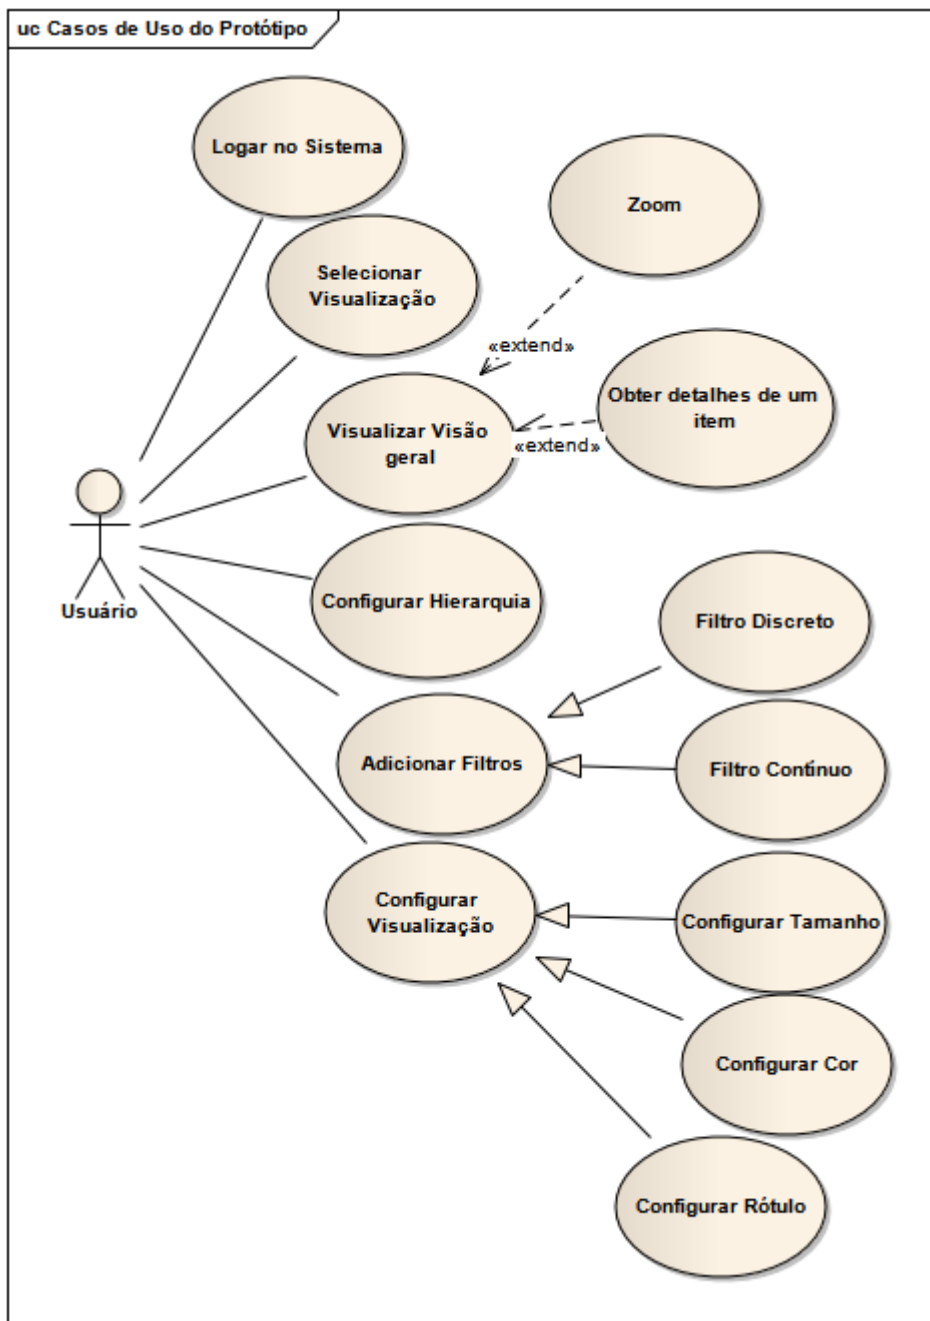 uc Casos de Uso do Protótipo
Logar no Sistema
Zoom
Selecionar
Visualização
«extend»
Obter detalhes de um
item
Visualizar Visão
geral
«extend»
Usuário
Configurar Hierarquia
Filtro Discreto
Adicionar Filtros
Filtro Contínuo
Configurar
Visualização
Configurar Tamanho
Configurar Cor
Configurar Rótulo